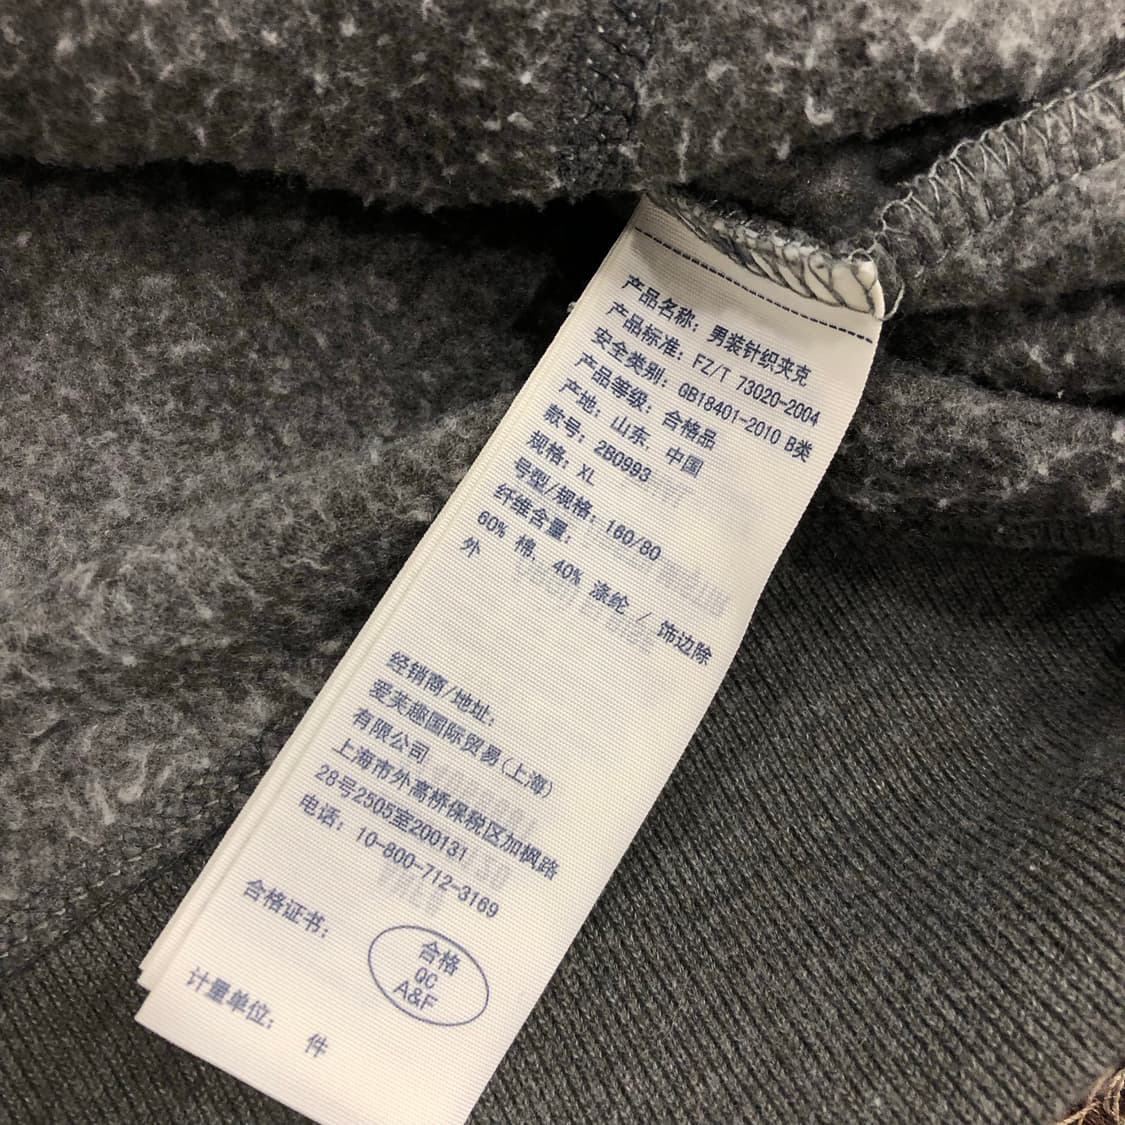 产品名称: 男装针织夹克
产品标准: FZ/T 73020-2004
安全类别: GB18401-2010 B类
产品等级: 合格品
产地: 山东, 中国
款号: 2B0993
规格: XL
号型/规格: 160/80
纤维含量:
60% 棉, 40% 涤纶 / 饰边除
外
经销商/地址:
爱芙趣国际贸易(上海)
有限公司
上海市外高桥保税区加枫路
28号2505室200131
电话: 10-800-712-3169
合格证书:
合格
QC
A&F
计量单位: 件